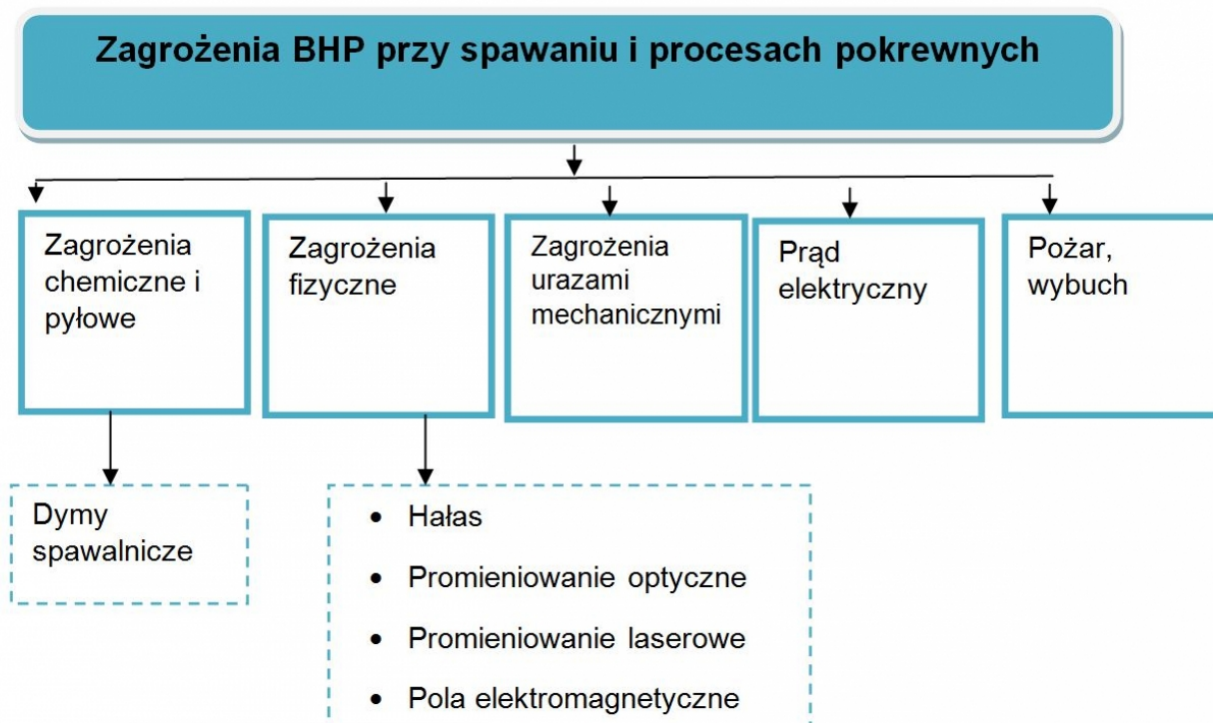 Zagrożenia BHP przy spawaniu i procesach pokrewnych
Zagrożenia
chemiczne i
pyłowe
Zagrożenia
fizyczne
Zagrożenia
urazami
mechanicznymi
Prąd
elektryczny
Pożar,
wybuch
Dymy
spawalnicze
• Hałas
• Promieniowanie optyczne
• Promieniowanie laserowe
• Pola elektromagnetyczne